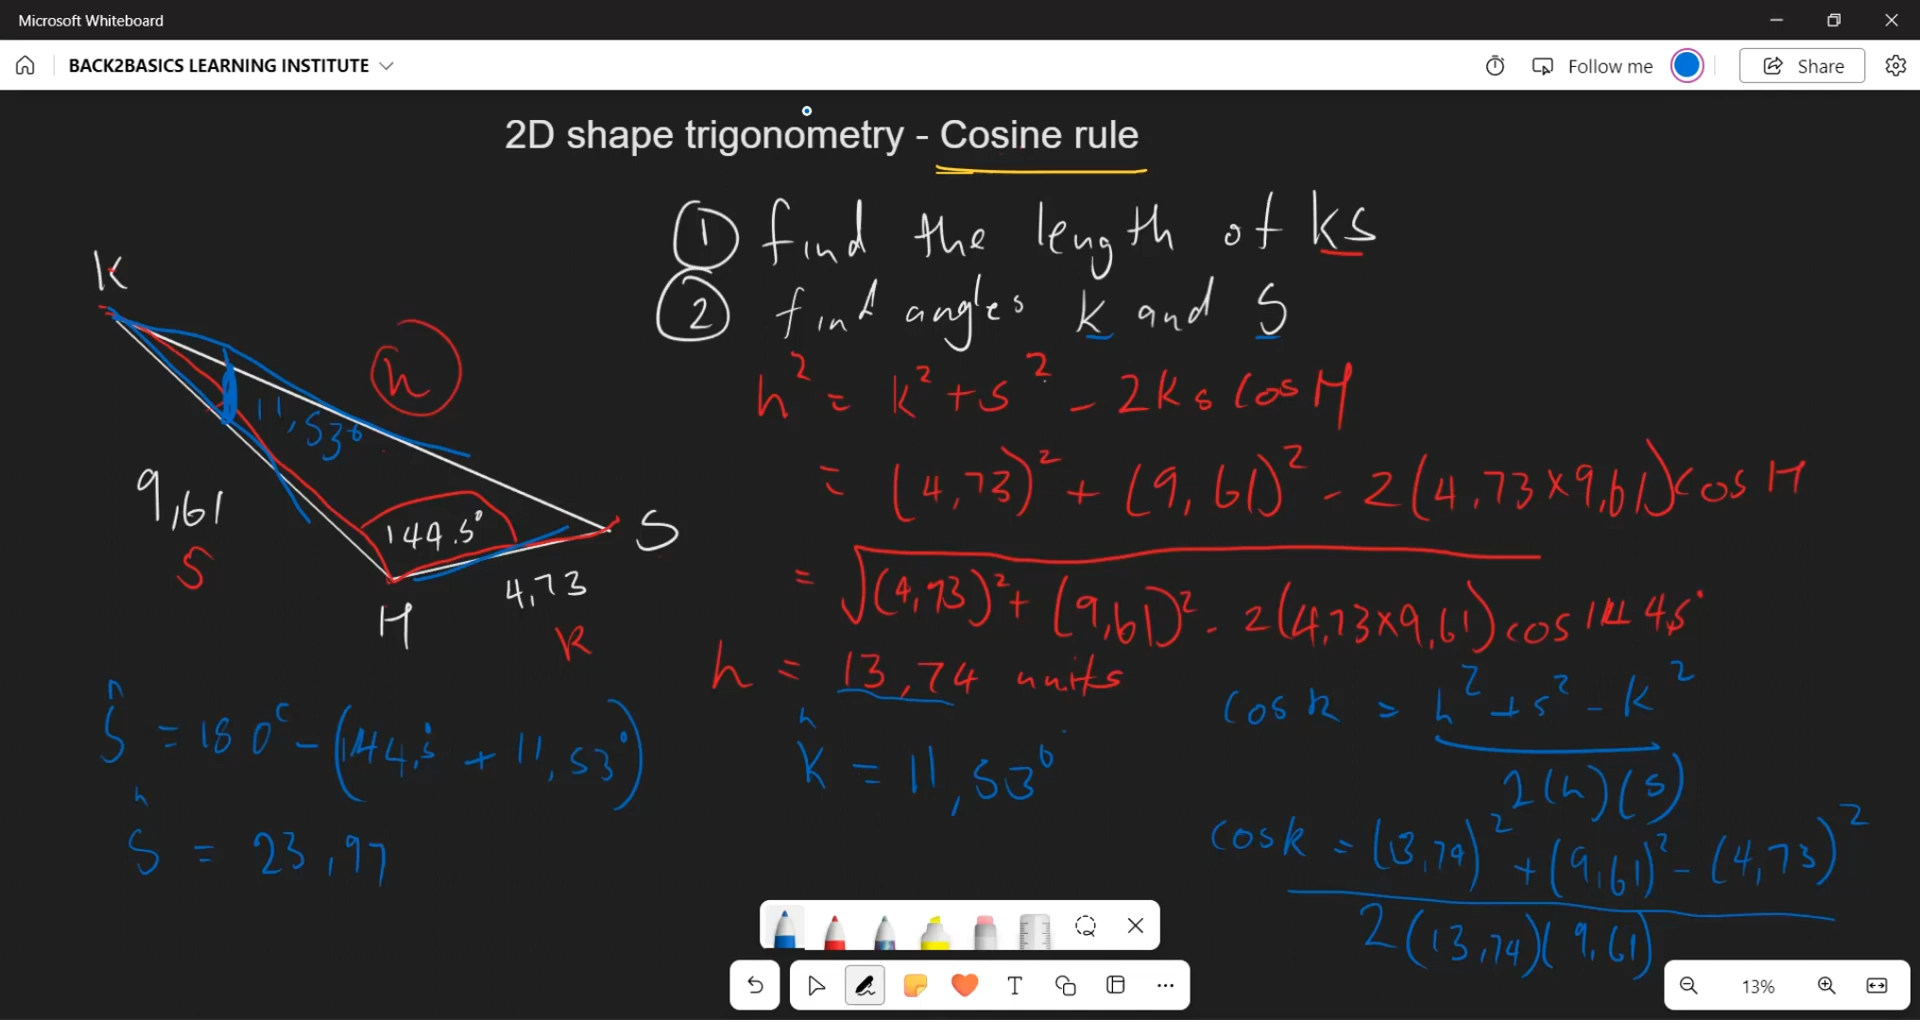 Microsoft Whiteboard
BACK2BASICS LEARNING INSTITUTE
Follow me
Share
2D shape trigonometry - Cosine rule
① find the length of ks
② find angles k and S
K
h
11,53°
9,61
S
144.5°
S
4,73
H
k
h² = k² + s² - 2ks cos H
= (4,73)² + (9,61)² - 2(4,73×9,61) cos H
= √(4,73)² + (9,61)² - 2(4,73×9,61) cos 144,5°
h = 13,74 units
cos k = h² + s² - k²
2(h)(s)
k̂ = 11,53°
cos k = (13,74)² + (9,61)² - (4,73)²
2(13,74)(9,61)
Ŝ = 180° - (144,5 + 11,53°)
Ŝ = 23,97
13%